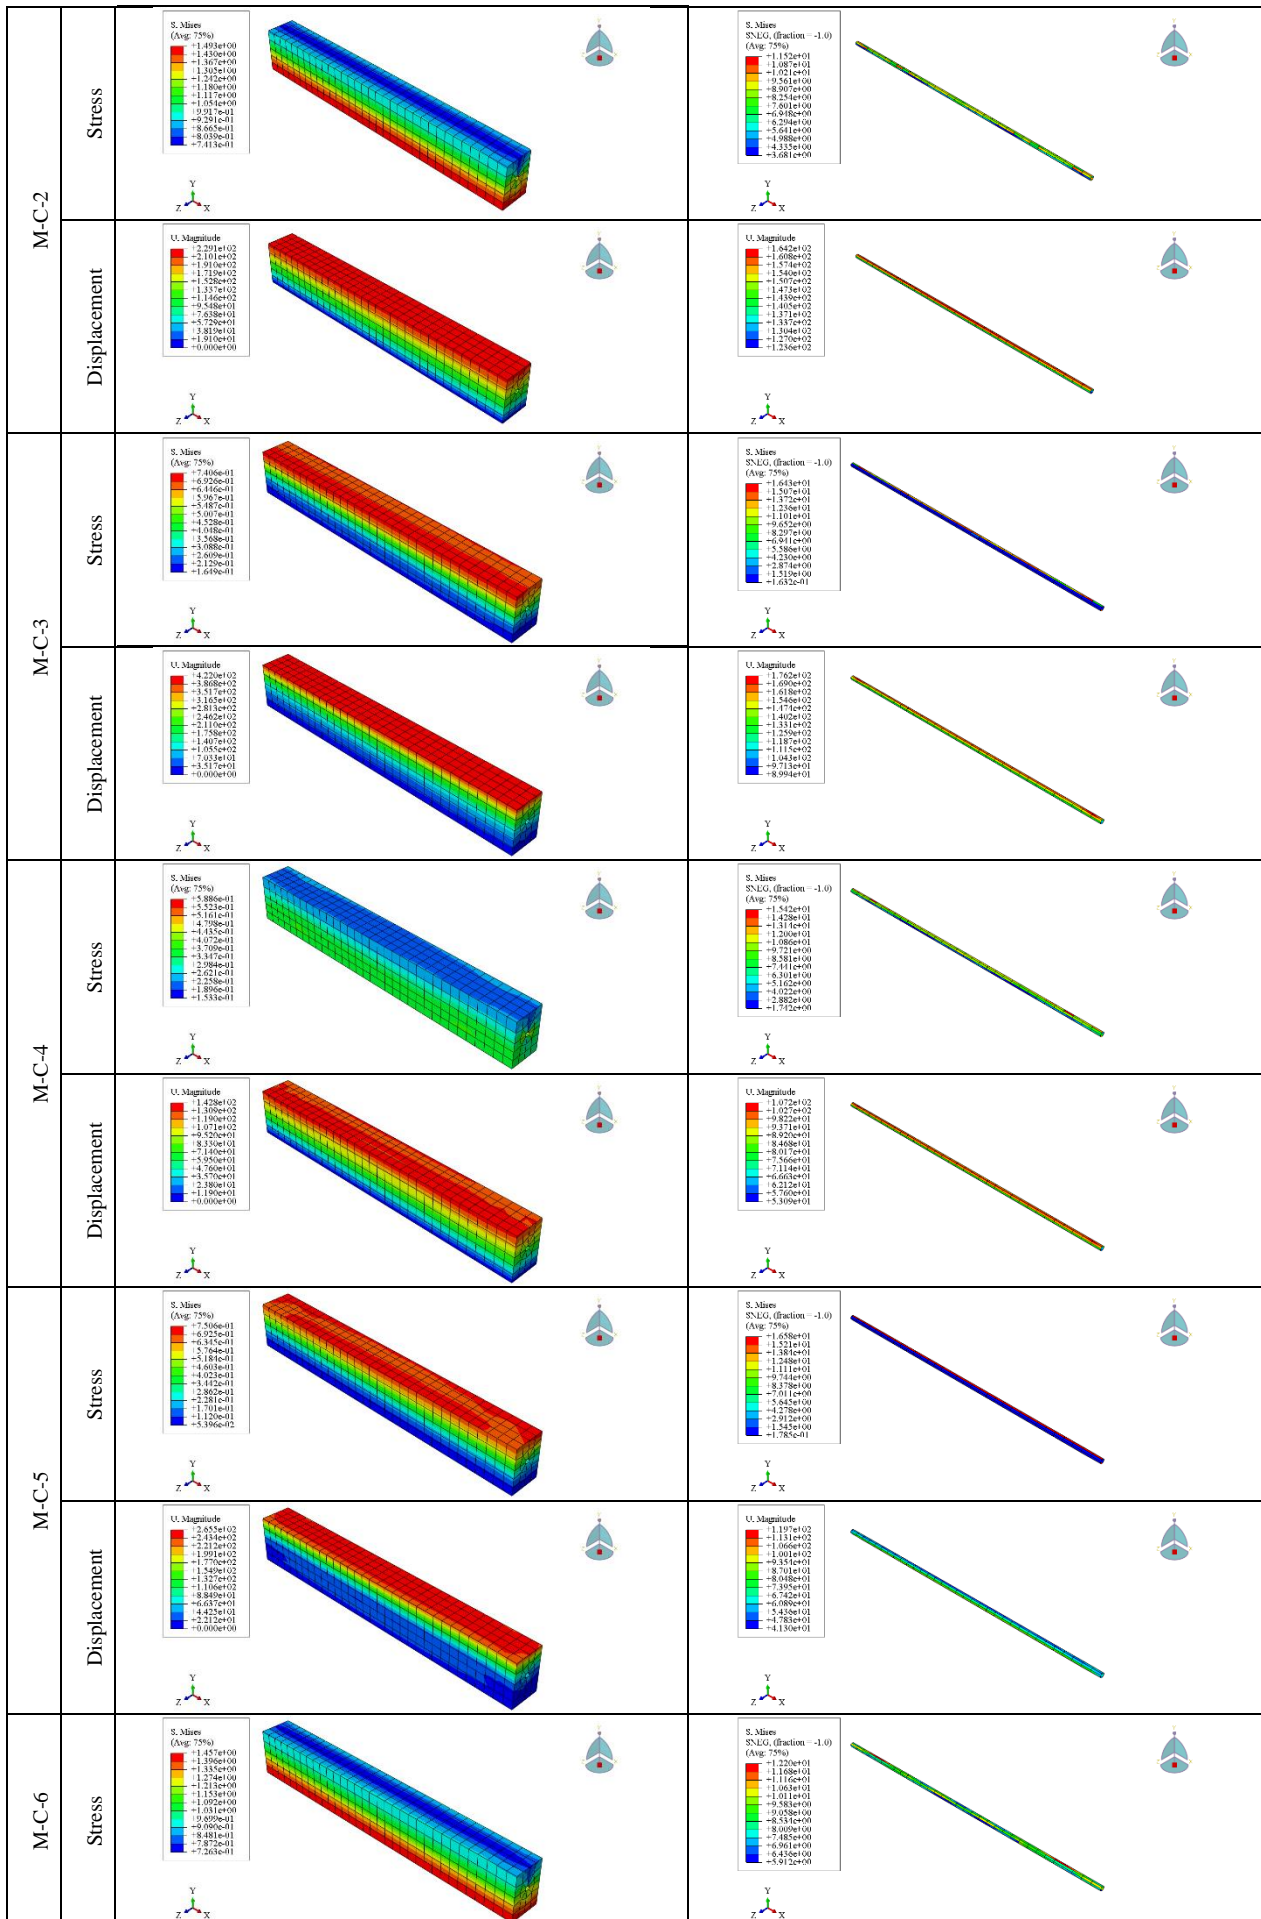 M-C-2
Stress
S, Mises
(Avg: 75%)
+1.493e+00
+1.430e+00
+1.367e+00
+1.305e+00
+1.242e+00
+1.180e+00
+1.117e+00
+1.054e+00
+9.917e-01
+9.291e-01
+8.665e-01
+8.039e-01
+7.413e-01
Y
Z
X
S, Mises
SNEG, (fraction = -1.0)
(Avg: 75%)
+1.152e+01
+1.087e+01
+1.021e+01
+9.561e+00
+8.907e+00
+8.254e+00
+7.601e+00
+6.948e+00
+6.294e+00
+5.641e+00
+4.988e+00
+4.335e+00
+3.681e+00
Y
Z
X
Displacement
U, Magnitude
+2.291e+02
+2.101e+02
+1.910e+02
+1.719e+02
+1.528e+02
+1.337e+02
+1.146e+02
+9.548e+01
+7.638e+01
+5.729e+01
+3.819e+01
+1.910e+01
+0.000e+00
Y
Z
X
U, Magnitude
+1.642e+02
+1.608e+02
+1.574e+02
+1.540e+02
+1.507e+02
+1.473e+02
+1.439e+02
+1.405e+02
+1.371e+02
+1.337e+02
+1.304e+02
+1.270e+02
+1.236e+02
Y
Z
X
M-C-3
Stress
S, Mises
(Avg: 75%)
+7.406e-01
+6.926e-01
+6.446e-01
+5.967e-01
+5.487e-01
+5.007e-01
+4.528e-01
+4.048e-01
+3.568e-01
+3.088e-01
+2.609e-01
+2.129e-01
+1.649e-01
Y
Z
X
S, Mises
SNEG, (fraction = -1.0)
(Avg: 75%)
+1.643e+01
+1.507e+01
+1.372e+01
+1.236e+01
+1.101e+01
+9.652e+00
+8.297e+00
+6.941e+00
+5.586e+00
+4.230e+00
+2.874e+00
+1.519e+00
+1.632e-01
Y
Z
X
Displacement
U, Magnitude
+4.220e+02
+3.868e+02
+3.517e+02
+3.165e+02
+2.813e+02
+2.462e+02
+2.110e+02
+1.758e+02
+1.407e+02
+1.055e+02
+7.033e+01
+3.517e+01
+0.000e+00
Y
Z
X
U, Magnitude
+1.762e+02
+1.690e+02
+1.618e+02
+1.546e+02
+1.474e+02
+1.402e+02
+1.331e+02
+1.259e+02
+1.187e+02
+1.115e+02
+1.043e+02
+9.713e+01
+8.994e+01
Y
Z
X
M-C-4
Stress
S, Mises
(Avg: 75%)
+5.886e-01
+5.523e-01
+5.161e-01
+4.798e-01
+4.435e-01
+4.072e-01
+3.709e-01
+3.347e-01
+2.984e-01
+2.621e-01
+2.258e-01
+1.896e-01
+1.533e-01
Y
Z
X
S, Mises
SNEG, (fraction = -1.0)
(Avg: 75%)
+1.542e+01
+1.428e+01
+1.314e+01
+1.200e+01
+1.086e+01
+9.721e+00
+8.581e+00
+7.441e+00
+6.301e+00
+5.162e+00
+4.022e+00
+2.882e+00
+1.742e+00
Y
Z
X
Displacement
U, Magnitude
+1.428e+02
+1.309e+02
+1.190e+02
+1.071e+02
+9.520e+01
+8.330e+01
+7.140e+01
+5.950e+01
+4.760e+01
+3.570e+01
+2.380e+01
+1.190e+01
+0.000e+00
Y
Z
X
U, Magnitude
+1.072e+02
+1.027e+02
+9.822e+01
+9.371e+01
+8.920e+01
+8.468e+01
+8.017e+01
+7.566e+01
+7.114e+01
+6.663e+01
+6.212e+01
+5.760e+01
+5.309e+01
Y
Z
X
M-C-5
Stress
S, Mises
(Avg: 75%)
+7.506e-01
+6.925e-01
+6.345e-01
+5.764e-01
+5.184e-01
+4.603e-01
+4.023e-01
+3.442e-01
+2.862e-01
+2.281e-01
+1.701e-01
+1.120e-01
+5.396e-02
Y
Z
X
S, Mises
SNEG, (fraction = -1.0)
(Avg: 75%)
+1.658e+01
+1.521e+01
+1.384e+01
+1.248e+01
+1.111e+01
+9.744e+00
+8.378e+00
+7.011e+00
+5.645e+00
+4.278e+00
+2.912e+00
+1.545e+00
+1.785e-01
Y
Z
X
Displacement
U, Magnitude
+2.655e+02
+2.434e+02
+2.212e+02
+1.991e+02
+1.770e+02
+1.549e+02
+1.327e+02
+1.106e+02
+8.849e+01
+6.637e+01
+4.425e+01
+2.212e+01
+0.000e+00
Y
Z
X
U, Magnitude
+1.197e+02
+1.131e+02
+1.066e+02
+1.001e+02
+9.354e+01
+8.701e+01
+8.048e+01
+7.395e+01
+6.742e+01
+6.089e+01
+5.436e+01
+4.783e+01
+4.130e+01
Y
Z
X
M-C-6
Stress
S, Mises
(Avg: 75%)
+1.457e+00
+1.396e+00
+1.335e+00
+1.274e+00
+1.213e+00
+1.153e+00
+1.092e+00
+1.031e+00
+9.699e-01
+9.090e-01
+8.481e-01
+7.872e-01
+7.263e-01
Y
Z
X
S, Mises
SNEG, (fraction = -1.0)
(Avg: 75%)
+1.220e+01
+1.168e+01
+1.116e+01
+1.063e+01
+1.011e+01
+9.583e+00
+9.058e+00
+8.534e+00
+8.009e+00
+7.485e+00
+6.961e+00
+6.436e+00
+5.912e+00
Y
Z
X